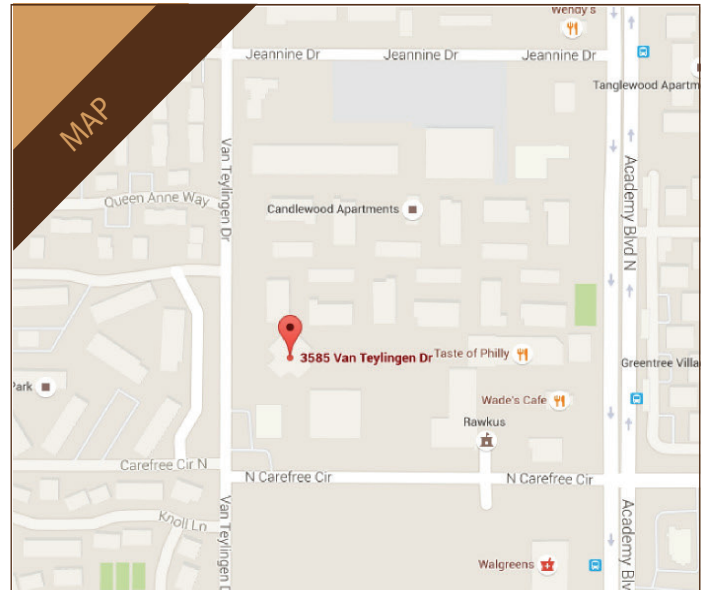 Wendy's
Jeannine Dr
Jeannine Dr
Jeannine Dr
MAP
Tanglewood Apartm
Van Teylingen Dr
Academy Blvd N
Queen Anne Way
Candlewood Apartments
3585 Van Teylingen Dr
Taste of Philly
Greentree Villa
Park
Wade's Cafe
Rawkus
Carefree Cir N
N Carefree Cir
N Carefree Cir
Van Teylingen D
Knoll Ln
Academy Blv
Walgreens